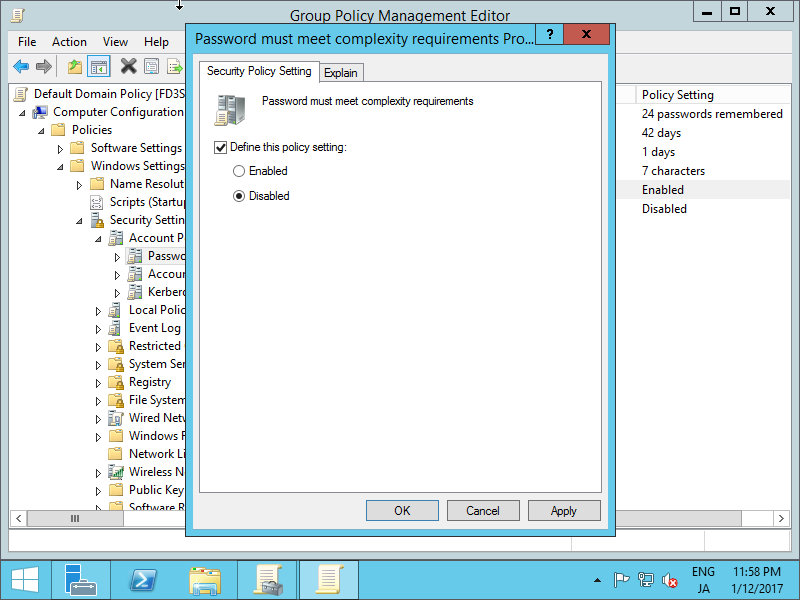 Group Policy Management Editor
File Action View Help
Password must meet complexity requirements Pro...
?
Security Policy Setting
Explain
Password must meet complexity requirements
Define this policy setting:
Enabled
Disabled
OK
Cancel
Apply
Default Domain Policy [FD3S
Computer Configuration
Policies
Software Settings
Windows Settings
Name Resolut
Scripts (Startu
Security Settin
Account P
Passwo
Accour
Kerber
Local Polic
Event Log
Restricted
System Ser
Registry
File System
Wired Netw
Windows F
Network Li
Wireless N
Public Key
Software R
Policy Setting
24 passwords remembered
42 days
1 days
7 characters
Enabled
Disabled
ENG
JA
11:58 PM
1/12/2017